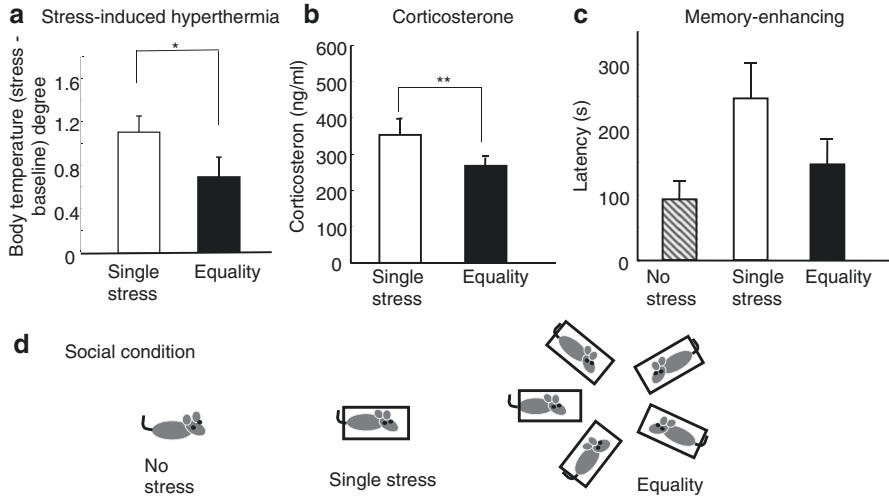 a Stress-induced hyperthermia
Body temperature (stress -
baseline) degree
1.8
1.2
0.8
0.4
0
*
Single
stress
Equality
b Corticosterone
Corticosteron (ng/ml)
600
500
400
300
200
100
0
**
Single
stress
Equality
c Memory-enhancing
Latency (s)
300
200
100
0
No
stress
Single
stress
Equality
d Social condition
No
stress
Single stress
Equality